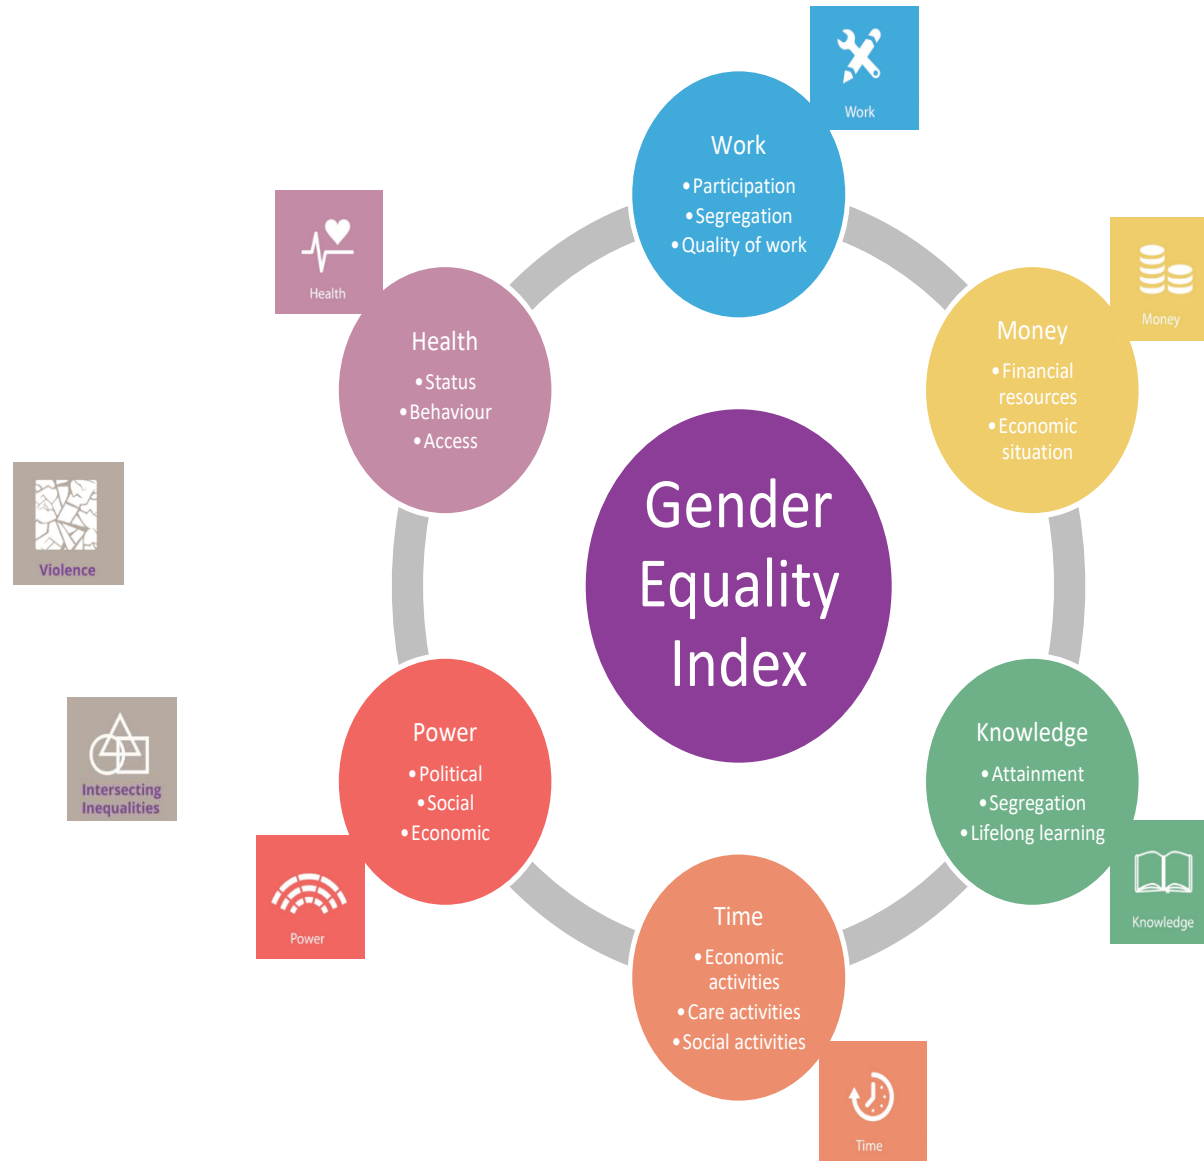 Work
Work
• Participation
• Segregation
• Quality of work
Health
Health
• Status
• Behaviour
• Access
Money
Money
• Financial
resources
• Economic
situation
Gender
Equality
Index
Violence
Intersecting
Inequalities
Power
• Political
• Social
• Economic
Power
Knowledge
• Attainment
• Segregation
• Lifelong learning
Knowledge
Time
• Economic
activities
• Care activities
• Social activities
Time